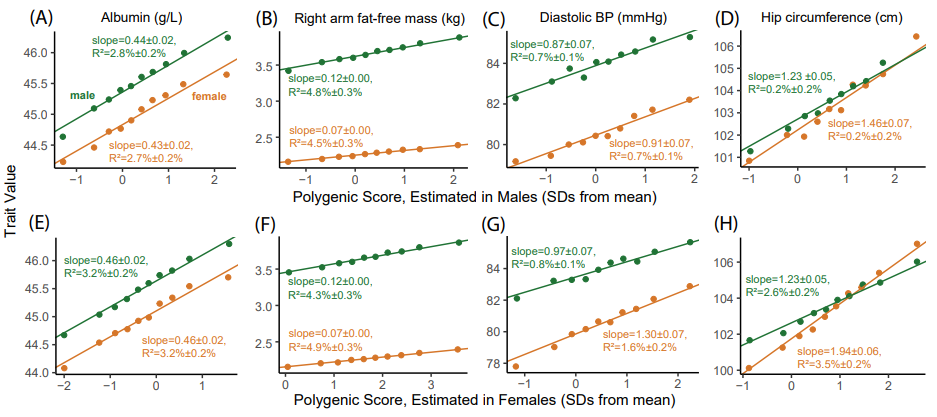 (A) Albumin (g/L)
(B) Right arm fat-free mass (kg)
(C) Diastolic BP (mmHg)
(D) Hip circumference (cm)
slope=0.44±0.02,
R²=2.8%±0.2%
male
female
slope=0.43±0.02,
R²=2.7%±0.2%
46.0
45.5
45.0
44.5
−1 0 1 2
slope=0.12±0.00,
R²=4.8%±0.3%
slope=0.07±0.00,
R²=4.5%±0.3%
3.5
3.0
2.5
−1 0 1 2
slope=0.87±0.07,
R²=0.7%±0.1%
slope=0.91±0.07,
R²=0.7%±0.1%
84
82
80
−1 0 1 2
slope=1.23 ±0.05,
R²=0.2%±0.2%
slope=1.46±0.07,
R²=0.2%±0.2%
106
105
104
103
102
101
−1 0 1 2
Polygenic Score, Estimated in Males (SDs from mean)
Trait Value
(E)
slope=0.46±0.02,
R²=3.2%±0.2%
slope=0.46±0.02,
R²=3.2%±0.2%
46.0
45.5
45.0
44.5
44.0
−2 −1 0 1
(F)
slope=0.12±0.00,
R²=4.3%±0.3%
slope=0.07±0.00,
R²=4.9%±0.3%
3.5
3.0
2.5
0 1 2 3
(G)
slope=0.97±0.07,
R²=0.8%±0.1%
slope=1.30±0.07,
R²=1.6%±0.2%
84
82
80
78
−1 0 1 2
(H)
slope=1.23±0.05,
R²=2.6%±0.2%
slope=1.94±0.06,
R²=3.5%±0.2%
106
104
102
100
−1 0 1 2
Polygenic Score, Estimated in Females (SDs from mean)